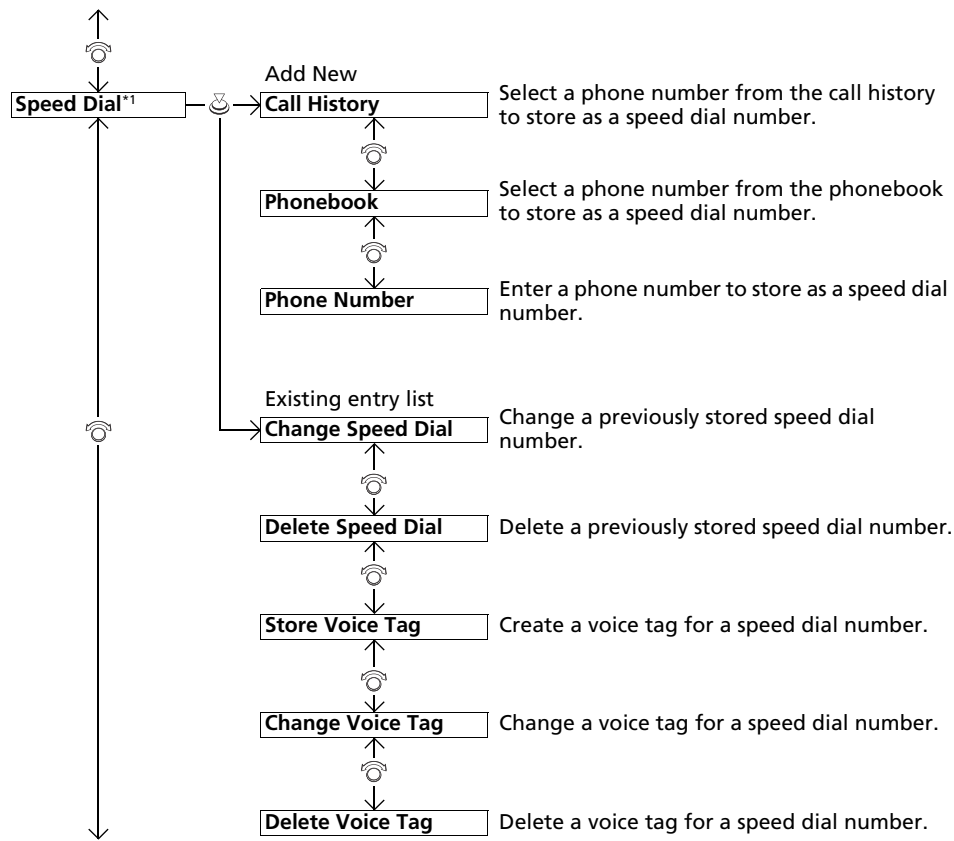 Speed Dial*1
Add New
Call History
Select a phone number from the call history
to store as a speed dial number.
Phonebook
Select a phone number from the phonebook
to store as a speed dial number.
Phone Number
Enter a phone number to store as a speed dial
number.
Existing entry list
Change Speed Dial
Change a previously stored speed dial
number.
Delete Speed Dial
Delete a previously stored speed dial number.
Store Voice Tag
Create a voice tag for a speed dial number.
Change Voice Tag
Change a voice tag for a speed dial number.
Delete Voice Tag
Delete a voice tag for a speed dial number.